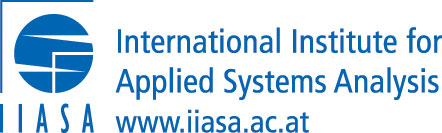 International Institute for
Applied Systems Analysis
IIASA www.iiasa.ac.at